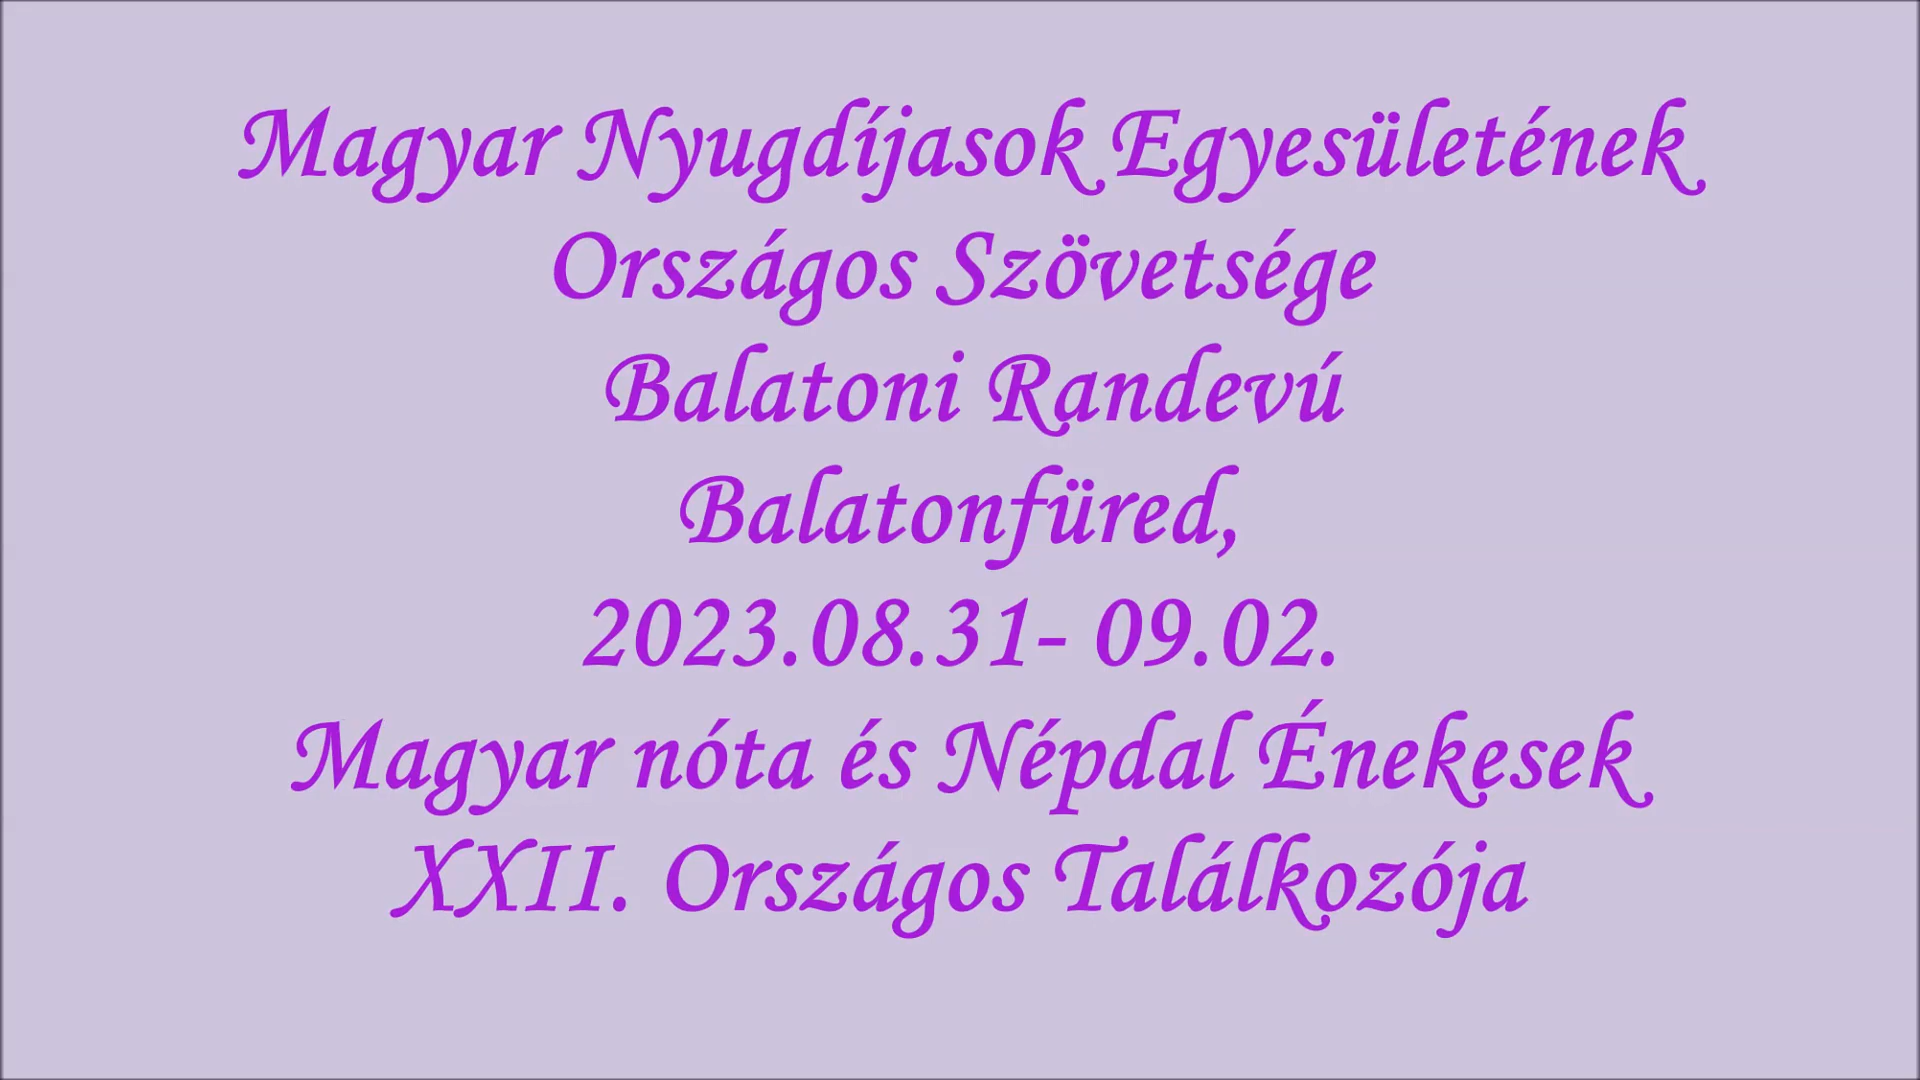 Magyar Nyugdíjasok Egyesületének
Országos Szövetsége
Balatoni Randevú
Balatonfüred,
2023.08.31- 09.02.
Magyar nóta és Népdal Énekesek
XXII. Országos Találkozója